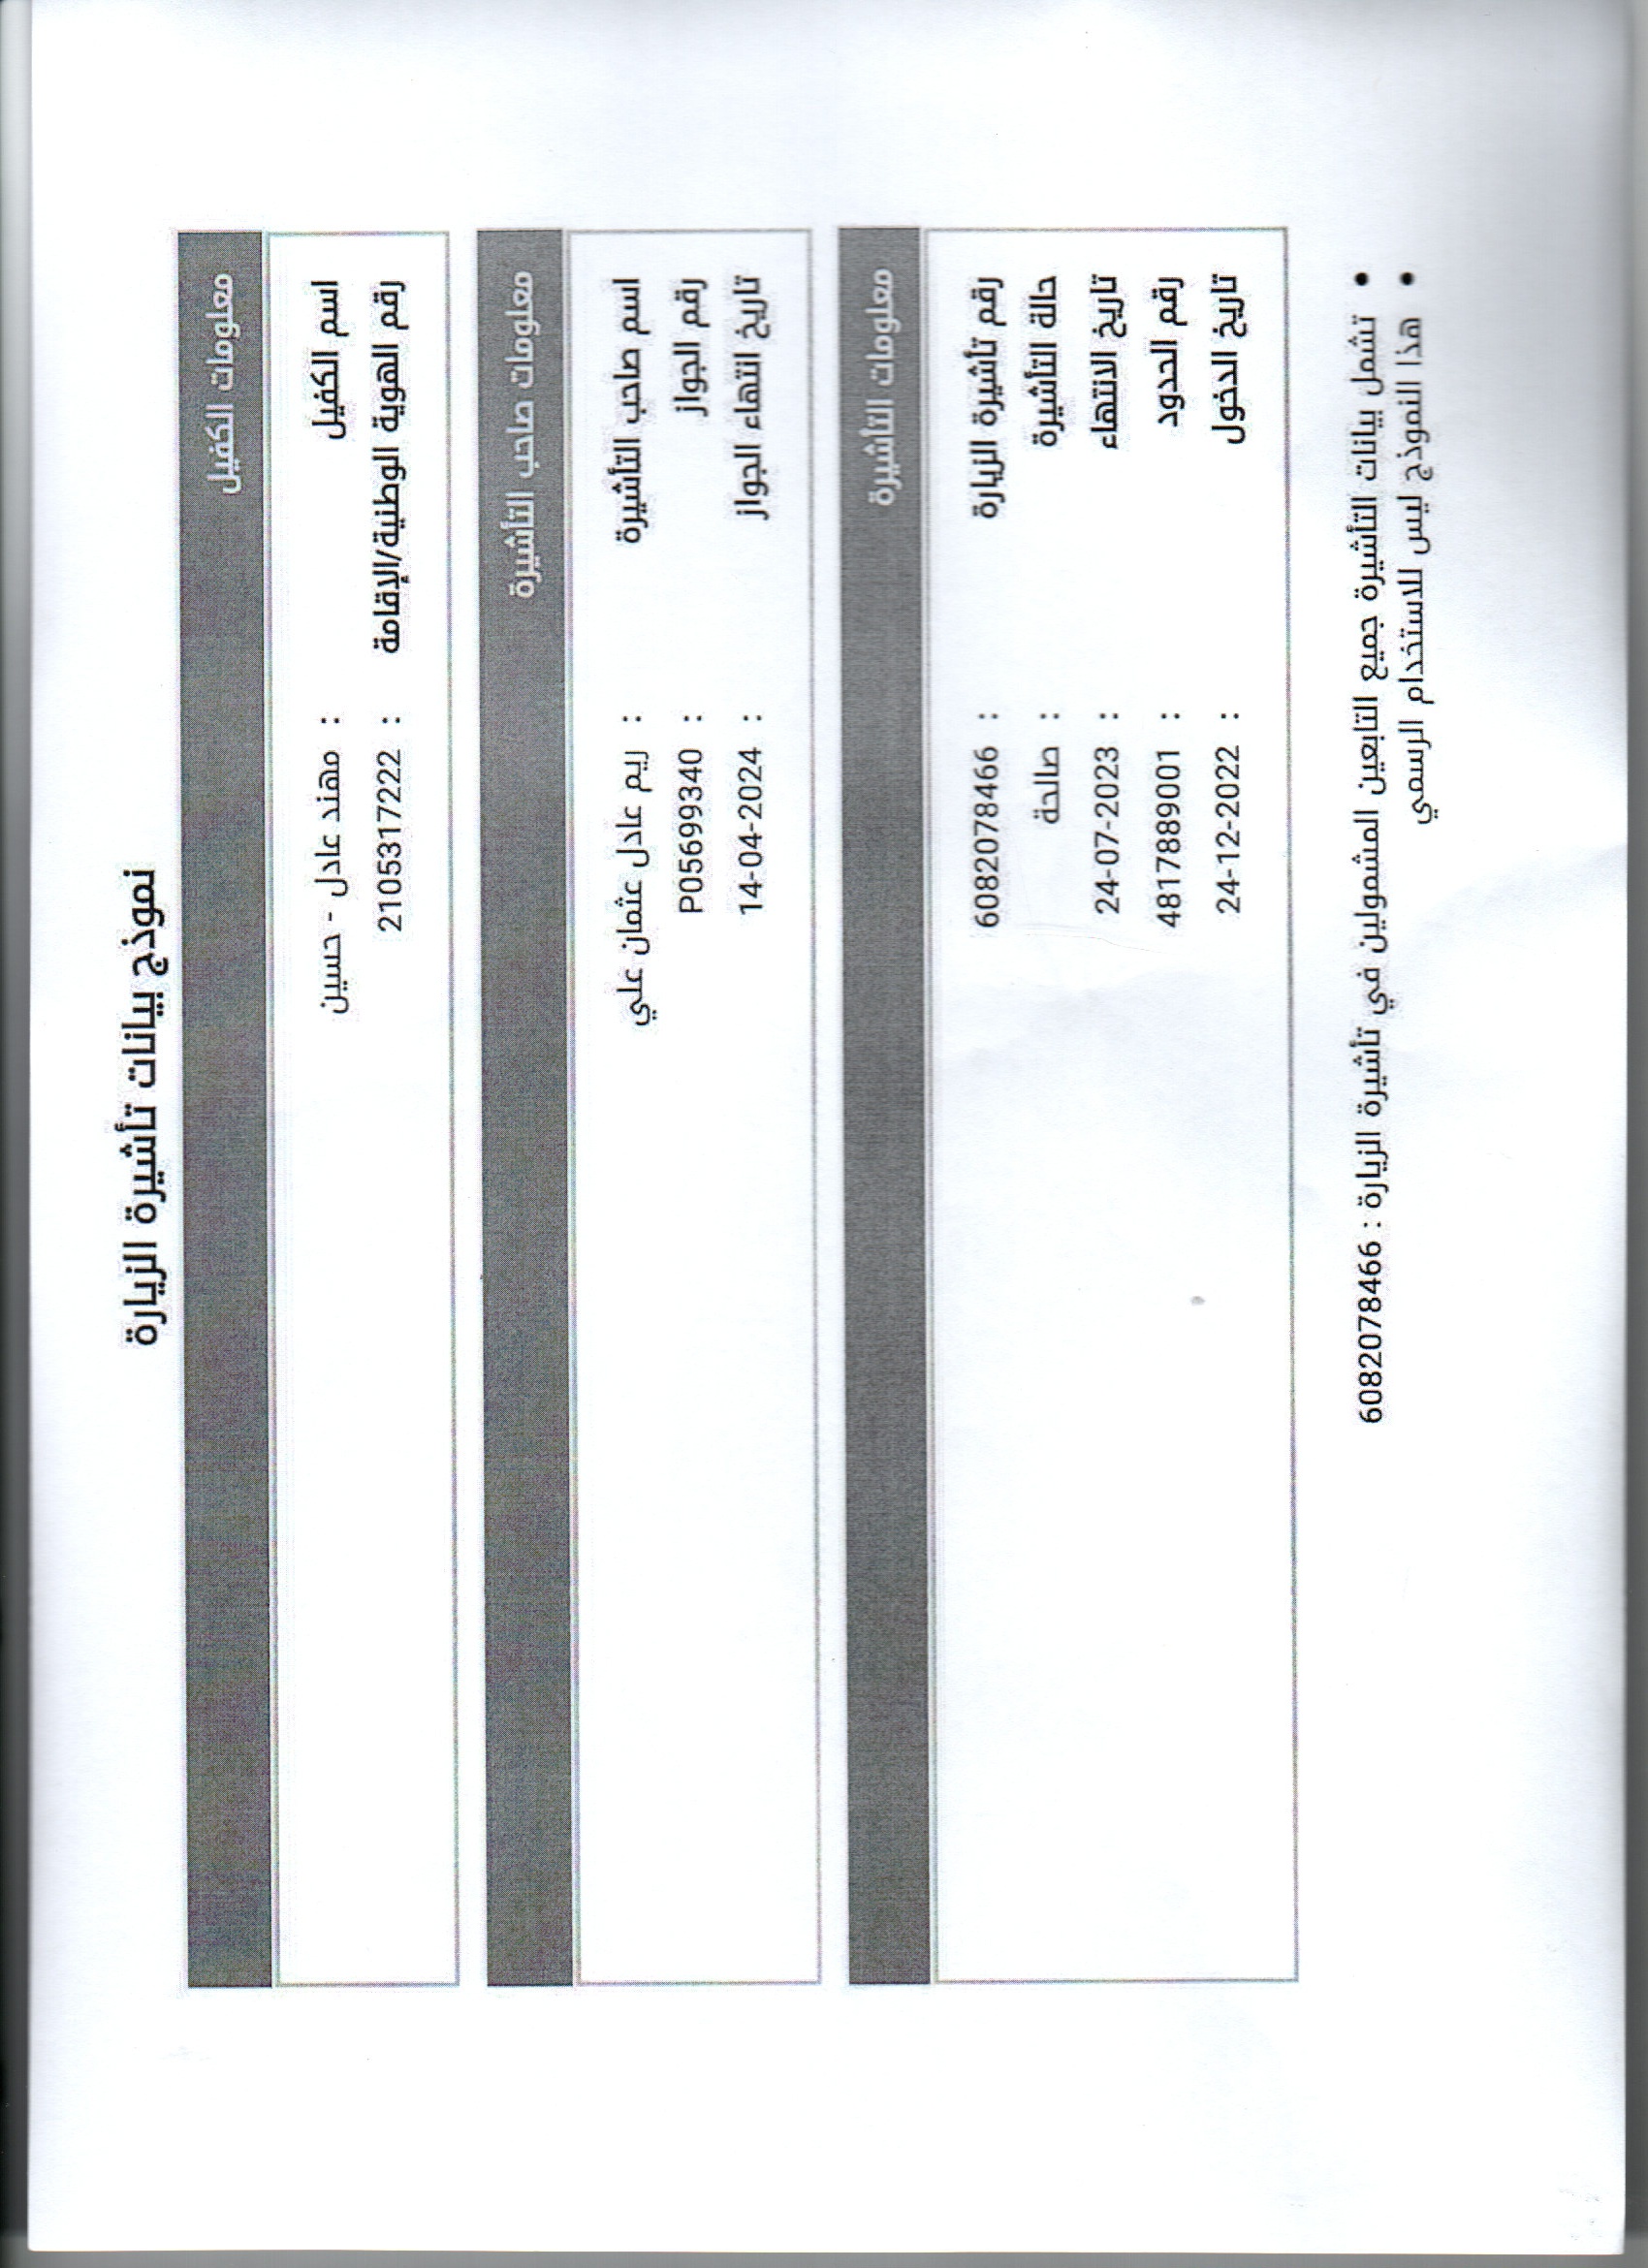 نموذج بيانات تأشيرة الزيارة
معلومات الكفيل
اسم الكفيل : مهند عادل - حسين
رقم الهوية الوطنية/الإقامة : 2105317222
معلومات صاحب التأشيرة
اسم صاحب التأشيرة : ريم عادل عثمان علي
رقم الجواز : P05699340
تاريخ انتهاء الجواز : 14-04-2024
معلومات التأشيرة
رقم تأشيرة الزيارة : 6082078466
حالة التأشيرة : صالحة
تاريخ الانتهاء : 24-07-2023
رقم الحدود : 4817889001
تاريخ الدخول : 24-12-2022
• تشمل بيانات التأشيرة جميع التابعين المشمولين في تأشيرة الزيارة : 6082078466
• هذا النموذج ليس للاستخدام الرسمي